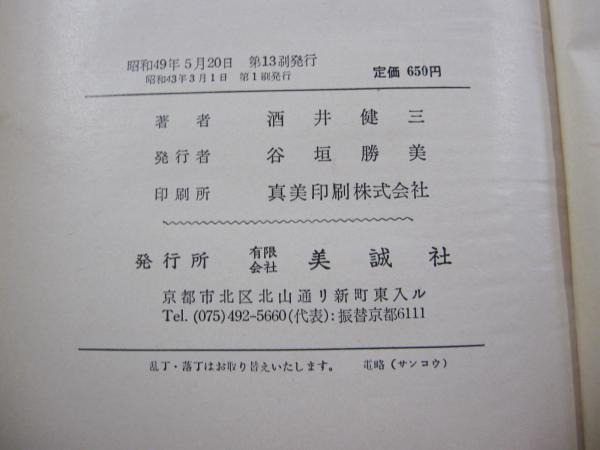 昭和49年5月20日 第13刷発行 定価 650円
昭和43年3月1日 第1刷発行
著者 酒井健三
発行者 谷垣勝美
印刷所 真美印刷株式会社
発行所 有限会社 美誠社
京都市北区北山通リ新町東入ル
Tel. (075) 492-5660(代表): 振替京都6111
乱丁・落丁はお取り替えいたします。 電略(サンコウ)